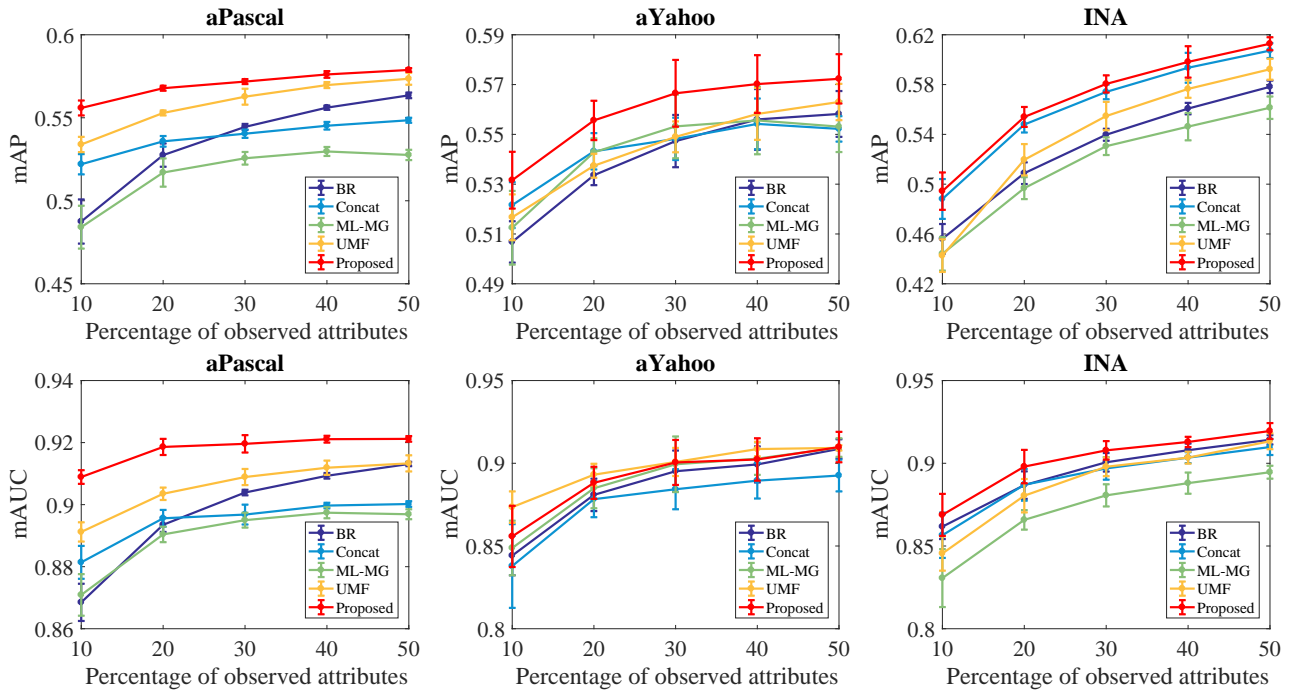 aPascal
0.6
0.55
0.5
0.45
mAP
BR
Concat
ML-MG
UMF
Proposed
10 20 30 40 50
Percentage of observed attributes
aYahoo
0.59
0.57
0.55
0.53
0.51
0.49
mAP
BR
Concat
ML-MG
UMF
Proposed
10 20 30 40 50
Percentage of observed attributes
INA
0.62
0.58
0.54
0.5
0.46
0.42
mAP
BR
Concat
ML-MG
UMF
Proposed
10 20 30 40 50
Percentage of observed attributes
aPascal
0.94
0.92
0.9
0.88
0.86
mAUC
BR
Concat
ML-MG
UMF
Proposed
10 20 30 40 50
Percentage of observed attributes
aYahoo
0.95
0.9
0.85
0.8
mAUC
BR
Concat
ML-MG
UMF
Proposed
10 20 30 40 50
Percentage of observed attributes
INA
0.95
0.9
0.85
0.8
mAUC
BR
Concat
ML-MG
UMF
Proposed
10 20 30 40 50
Percentage of observed attributes